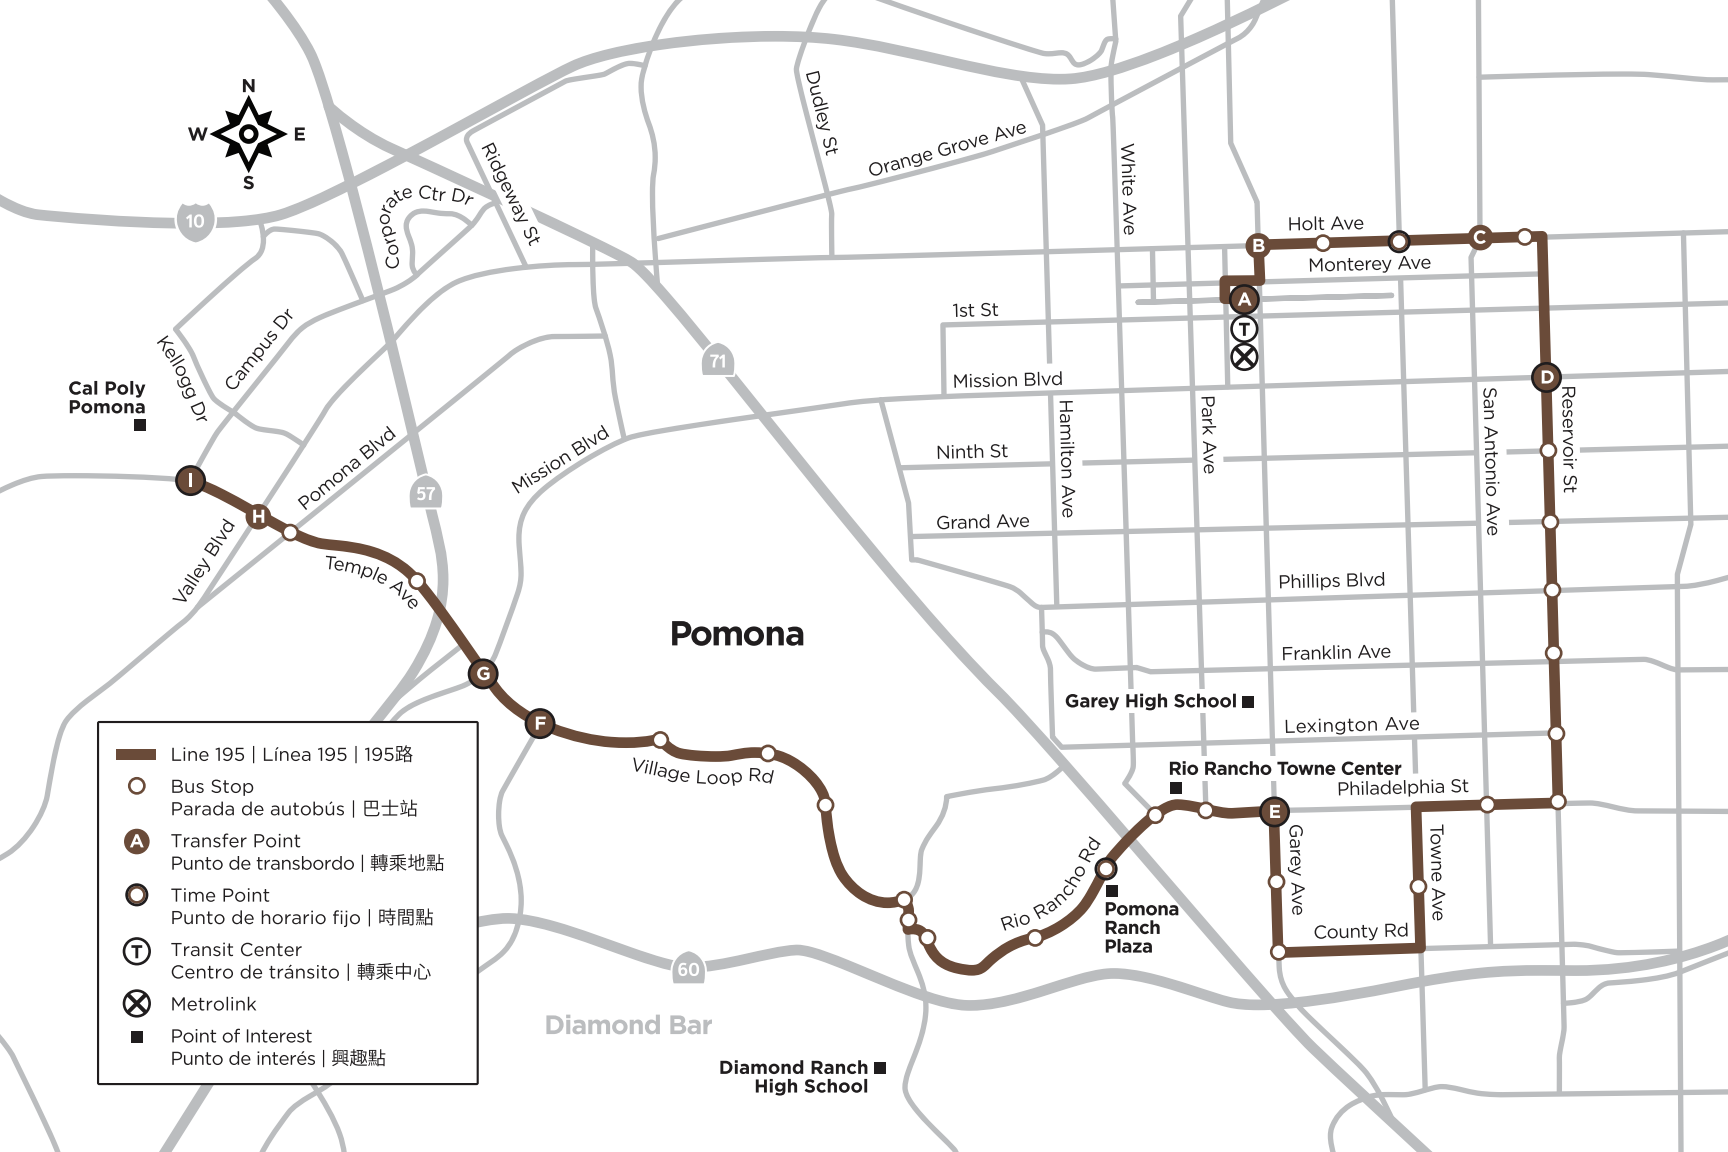 N
W
E
S
10
Dudley St
Ridgeway St
Orange Grove Ave
White Ave
Corporate Ctr Dr
Holt Ave
B
C
Monterey Ave
A
T
1st St
Kellogg Dr
Campus Dr
71
Mission Blvd
D
Cal Poly
Pomona
Hamilton Ave
Park Ave
San Antonio Ave
Reservoir St
Pomona Blvd
Mission Blvd
Ninth St
I
H
57
Grand Ave
Valley Blvd
Temple Ave
Phillips Blvd
Pomona
Franklin Ave
G
Garey High School
F
Lexington Ave
Village Loop Rd
Rio Rancho Towne Center
Philadelphia St
E
Garey Ave
Towne Ave
Rio Rancho Rd
Pomona
Ranch
Plaza
County Rd
60
Diamond Bar
Diamond Ranch
High School
Line 195 | Línea 195 | 195路
Bus Stop
Parada de autobús | 巴士站
A
Transfer Point
Punto de transbordo | 轉乘地點
Time Point
Punto de horario fijo | 時間點
T
Transit Center
Centro de tránsito | 轉乘中心
Metrolink
Point of Interest
Punto de interés | 興趣點